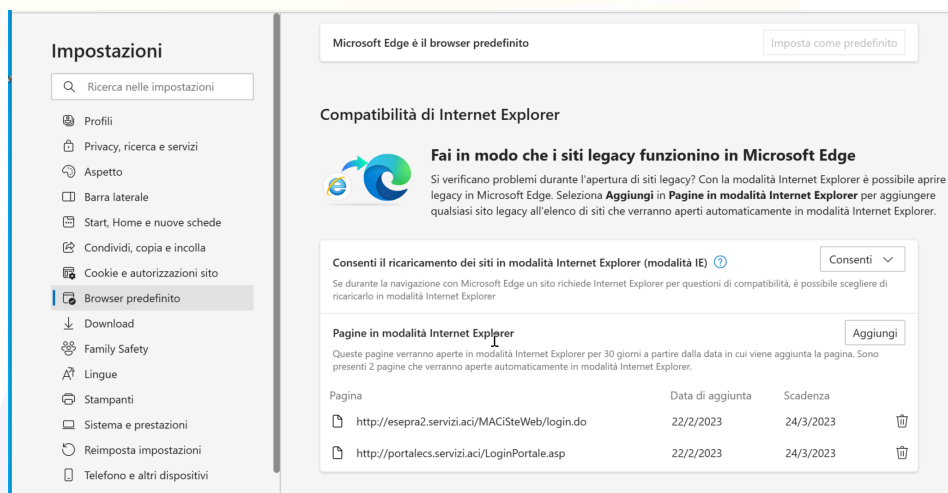 Impostazioni
Ricerca nelle impostazioni
Profili
Privacy, ricerca e servizi
Aspetto
Barra laterale
Start, Home e nuove schede
Condividi, copia e incolla
Cookie e autorizzazioni sito
Browser predefinito
Download
Family Safety
Lingue
Stampanti
Sistema e prestazioni
Reimposta impostazioni
Telefono e altri dispositivi
Microsoft Edge è il browser predefinito
Imposta come predefinito
Compatibilità di Internet Explorer
Fai in modo che i siti legacy funzionino in Microsoft Edge
Si verificano problemi durante l'apertura di siti legacy? Con la modalità Internet Explorer è possibile aprire
legacy in Microsoft Edge. Seleziona Aggiungi in Pagine in modalità Internet Explorer per aggiungere
qualsiasi sito legacy all'elenco di siti che verranno aperti automaticamente in modalità Internet Explorer.
Consenti il ricaricamento dei siti in modalità Internet Explorer (modalità IE)
Consenti
Se durante la navigazione con Microsoft Edge un sito richiede Internet Explorer per questioni di compatibilità, è possibile scegliere di
ricaricarlo in modalità Internet Explorer
Pagine in modalità Internet Explorer
Aggiungi
Queste pagine verranno aperte in modalità Internet Explorer per 30 giorni a partire dalla data in cui viene aggiunta la pagina. Sono
presenti 2 pagine che verranno aperte automaticamente in modalità Internet Explorer.
Pagina Data di aggiunta Scadenza
http://esepra2.servizi.aci/MACiSteWeb/login.do 22/2/2023 24/3/2023
http://portalecs.servizi.aci/LoginPortale.asp 22/2/2023 24/3/2023